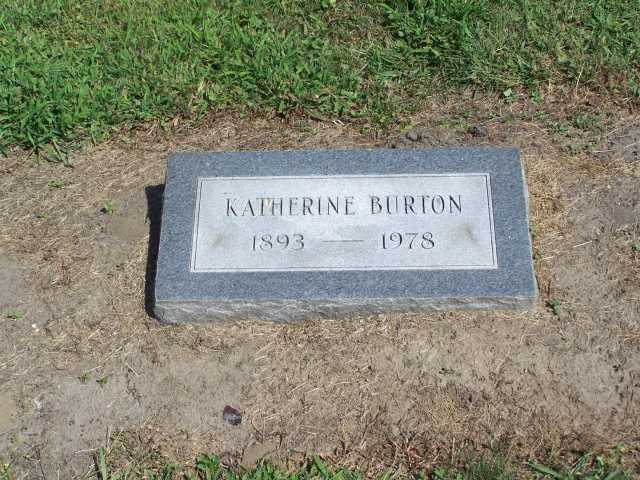 KATHERINE BURTON
1893 — 1978